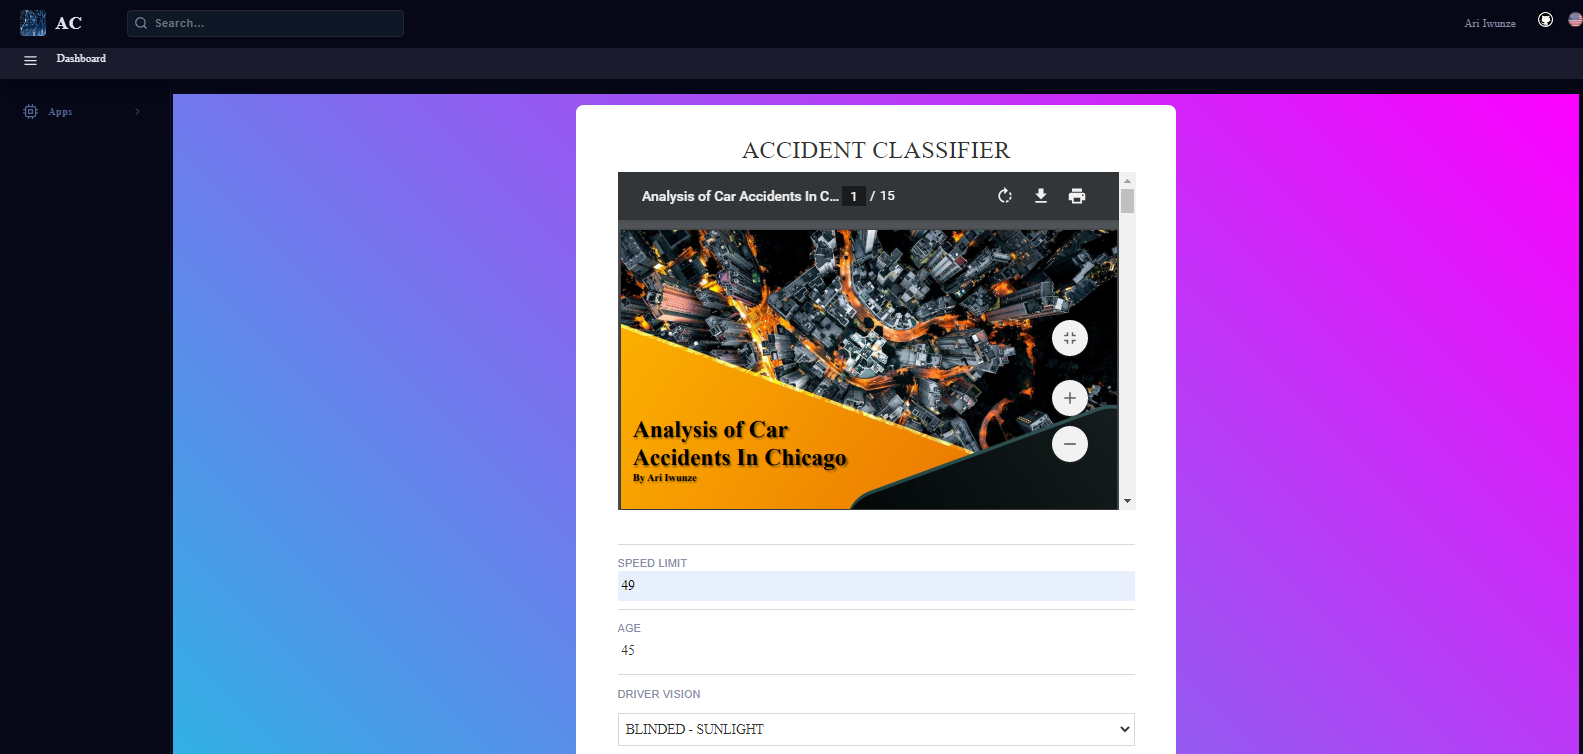 AC
Search...
Ari Iwunze
Dashboard
Apps
ACCIDENT CLASSIFIER
Analysis of Car Accidents In C... 1 / 15
Analysis of Car
Accidents In Chicago
By Ari Iwunze
SPEED LIMIT
49
AGE
45
DRIVER VISION
BLINDED - SUNLIGHT